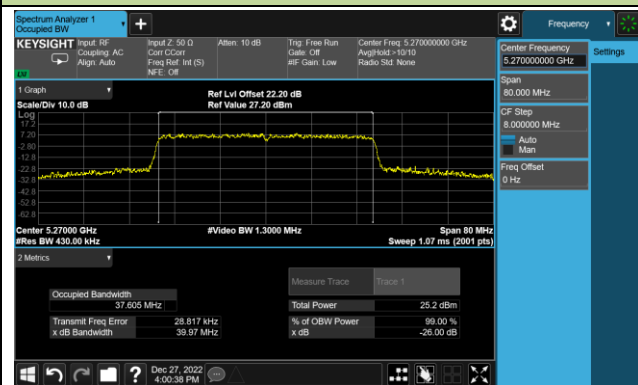 Spectrum Analyzer 1
Occupied BW
+
Frequency
KEYSIGHT
Input: RF
Coupling: AC
Align: Auto
Input Z: 50 Ω
Corr CCorr
Freq Ref: Int (S)
NFE: Off
Atten: 10 dB
Trig: Free Run
Gate: Off
#IF Gain: Low
Center Freq: 5.270000000 GHz
Avg|Hold:>10/10
Radio Std: None
Center Frequency
5.270000000 GHz
Settings
Span
80.000 MHz
CF Step
8.000000 MHz
Auto
Man
Freq Offset
0 Hz
1 Graph
Scale/Div 10.0 dB
Ref Lvl Offset 22.20 dB
Ref Value 27.20 dBm
Log
17.2
7.20
-2.80
-12.8
-22.8
-32.8
-42.8
-52.8
-62.8
Center 5.27000 GHz
#Res BW 430.00 kHz
#Video BW 1.3000 MHz
Span 80 MHz
Sweep 1.07 ms (2001 pts)
2 Metrics
Measure Trace
Trace 1
Occupied Bandwidth
37.605 MHz
Total Power
25.2 dBm
Transmit Freq Error
28.817 kHz
% of OBW Power
99.00 %
x dB Bandwidth
39.97 MHz
x dB
-26.00 dB
?
Dec 27, 2022
4:00:38 PM